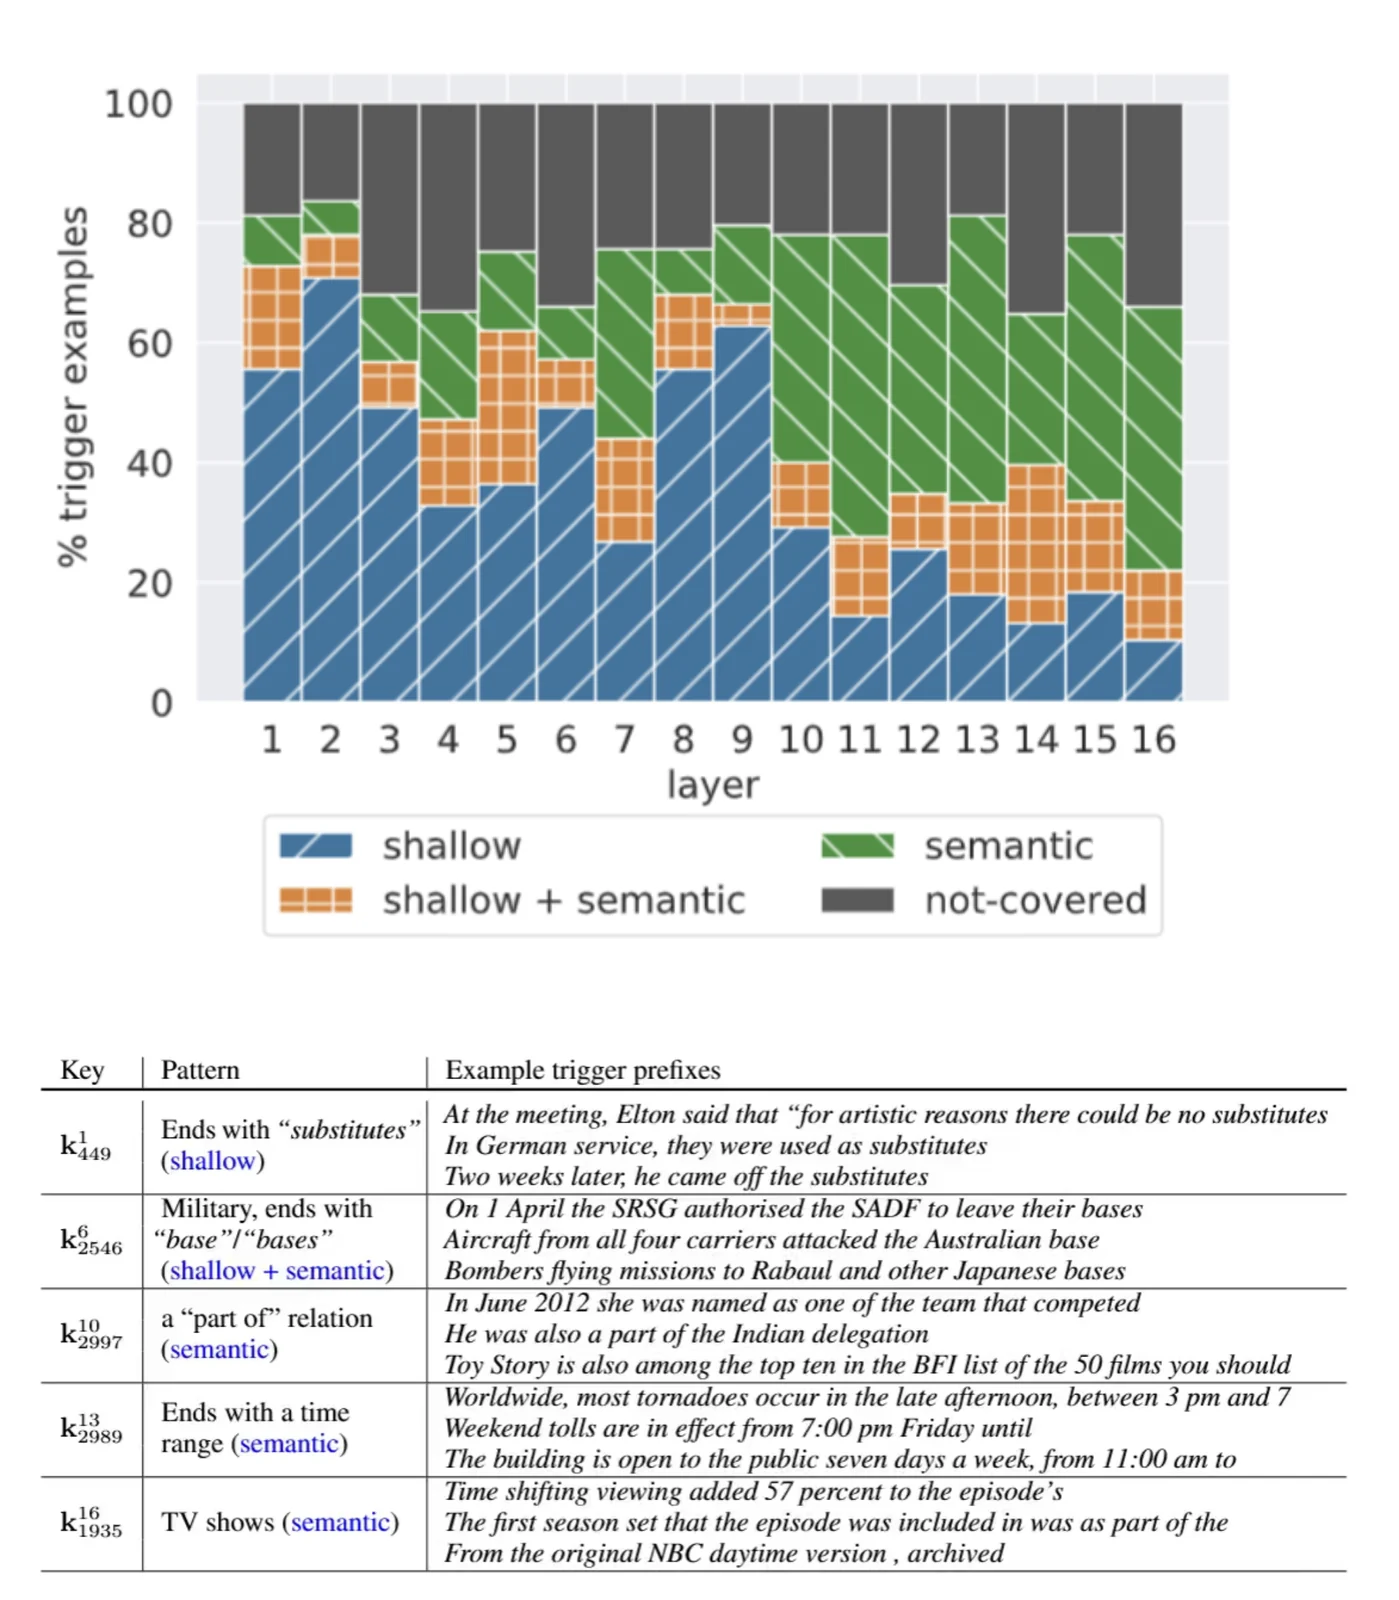 100
80
60
40
20
0
% trigger examples
1 2 3 4 5 6 7 8 9 10 11 12 13 14 15 16
layer
shallow semantic
shallow + semantic not-covered
Key Pattern Example trigger prefixes
k^1_449 Ends with “substitutes” (shallow)
At the meeting, Elton said that “for artistic reasons there could be no substitutes
In German service, they were used as substitutes
Two weeks later, he came off the substitutes
k^6_2546 Military, ends with “base”/“bases” (shallow + semantic)
On 1 April the SRSG authorised the SADF to leave their bases
Aircraft from all four carriers attacked the Australian base
Bombers flying missions to Rabaul and other Japanese bases
k^10_2997 a “part of” relation (semantic)
In June 2012 she was named as one of the team that competed
He was also a part of the Indian delegation
Toy Story is also among the top ten in the BFI list of the 50 films you should
k^13_2989 Ends with a time range (semantic)
Worldwide, most tornadoes occur in the late afternoon, between 3 pm and 7
Weekend tolls are in effect from 7:00 pm Friday until
The building is open to the public seven days a week, from 11:00 am to
k^16_1935 TV shows (semantic)
Time shifting viewing added 57 percent to the episode’s
The first season set that the episode was included in was as part of the
From the original NBC daytime version , archived